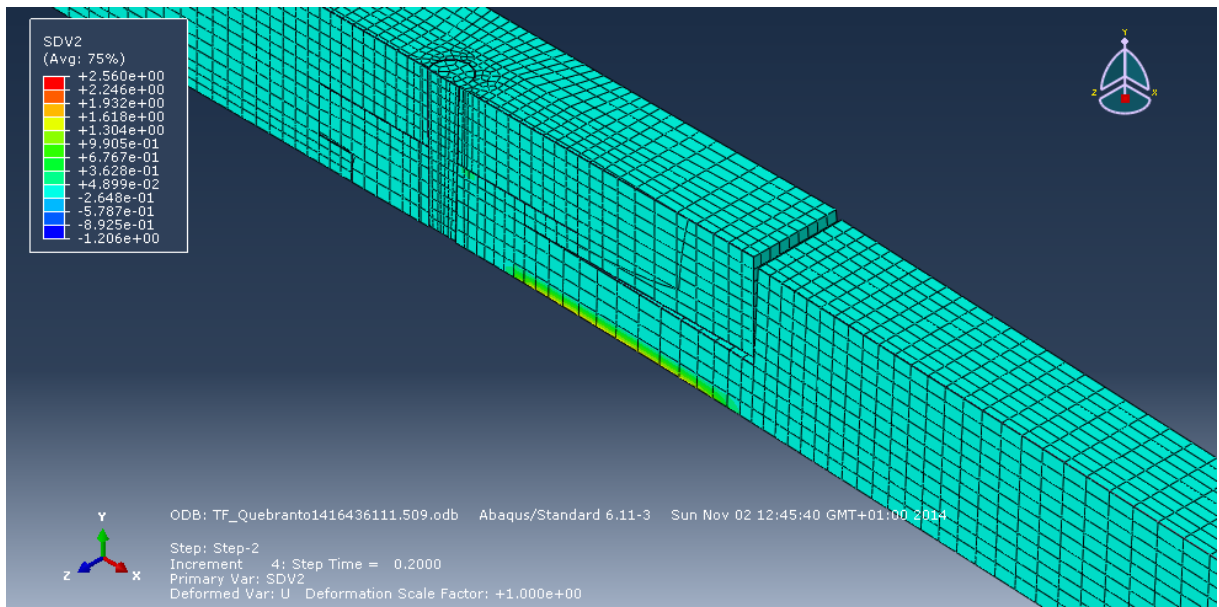 SDV2
(Avg: 75%)
+2.560e+00
+2.246e+00
+1.932e+00
+1.618e+00
+1.304e+00
+9.905e-01
+6.767e-01
+3.628e-01
+4.899e-02
-2.648e-01
-5.787e-01
-8.925e-01
-1.206e+00
Y
Z
X
ODB: TF_Quebranto1416436111.509.odb Abaqus/Standard 6.11-3 Sun Nov 02 12:45:40 GMT+01:00 2014
Y
Z
X
Step: Step-2
Increment 4: Step Time = 0.2000
Primary Var: SDV2
Deformed Var: U Deformation Scale Factor: +1.000e+00